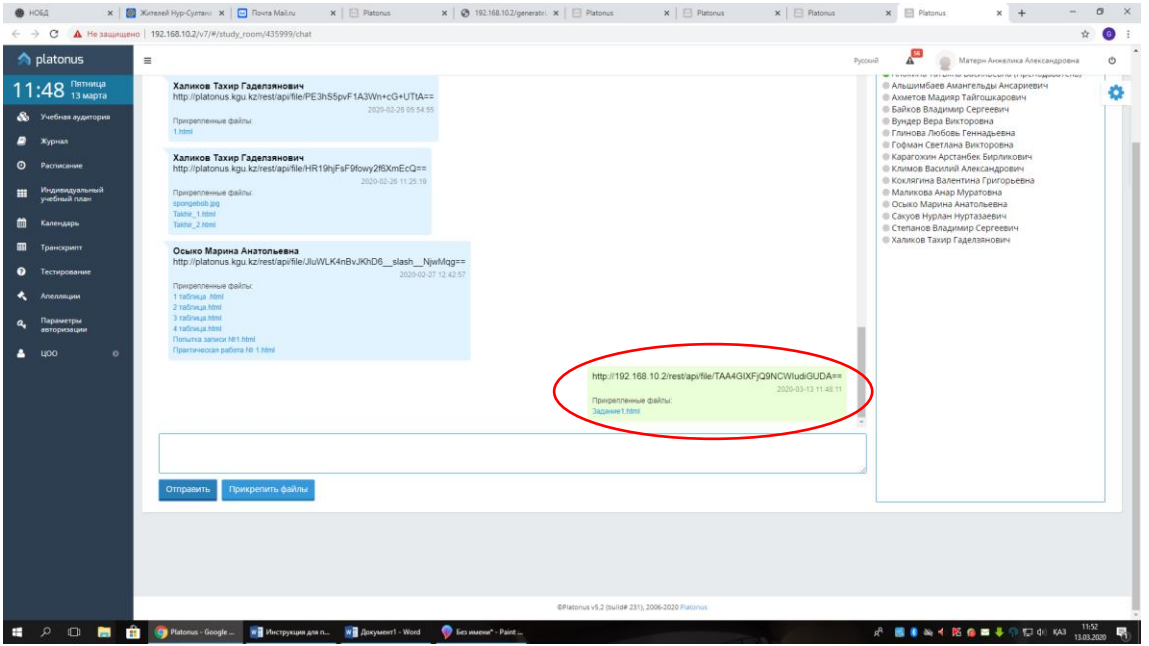 НОБД
Жителей Нур-Султана
Почта Mail.ru
Platonus
192.168.10.2/generate
Platonus
Platonus
Platonus
Platonus
Не защищено | 192.168.10.2/v7/#/study_room/435999/chat
G
platonus
Русский
56
Матерн Анжелика Александровна
11:48 Пятница
13 марта
Учебная аудитория
Журнал
Расписание
Индивидуальный
учебный план
Календарь
Транскрипт
Тестирование
Апелляции
Параметры
авторизации
ЦОО
Халиков Тахир Гаделзянович
http://platonus.kgu.kz/rest/api/file/PE3hS5pvF1A3Wn+cG+UTtA==
2020-02-26 05:54:55
Прикрепленные файлы:
1.html
Халиков Тахир Гаделзянович
http://platonus.kgu.kz/rest/api/file/HR19hjFsF9fowy2f6XmEcQ==
2020-02-26 11:25:19
Прикрепленные файлы:
spongebob.jpg
Takhir_1.html
Takhir_2.html
Осыко Марина Анатольевна
http://platonus.kgu.kz/rest/api/file/JluWLK4nBvJKhD6__slash__NjwMqg==
2020-02-27 12:42:57
Прикрепленные файлы:
1 таблица .html
2 таблица.html
3 таблица.html
4 таблица.html
Попытка записи №1.html
Практическая работа № 1.html
http://192.168.10.2/rest/api/file/TAA4GIXFjQ9NCWIudiGUDA==
2020-03-13 11:48:11
Прикрепленные файлы:
Задание1.html
Отправить
Прикрепить файлы
Альшимбаев Амангельды Ансариевич
Ахметов Мадияр Тайгошкарович
Байков Владимир Сергеевич
Вундер Вера Викторовна
Глинова Любовь Геннадьевна
Гофман Светлана Викторовна
Карагожин Арстанбек Бирликович
Климов Василий Александрович
Коклягина Валентина Григорьевна
Маликова Анар Муратовна
Осыко Марина Анатольевна
Сакуов Нурлан Нуртазаевич
Степанов Владимир Сергеевич
Халиков Тахир Гаделзянович
©Platonus v5.2 (build# 231), 2006-2020 Platonus
Platonus - Google ...
Инструкция для п...
Документ1 - Word
Без имени* - Paint ...
ҚАЗ
11:52
13.03.2020